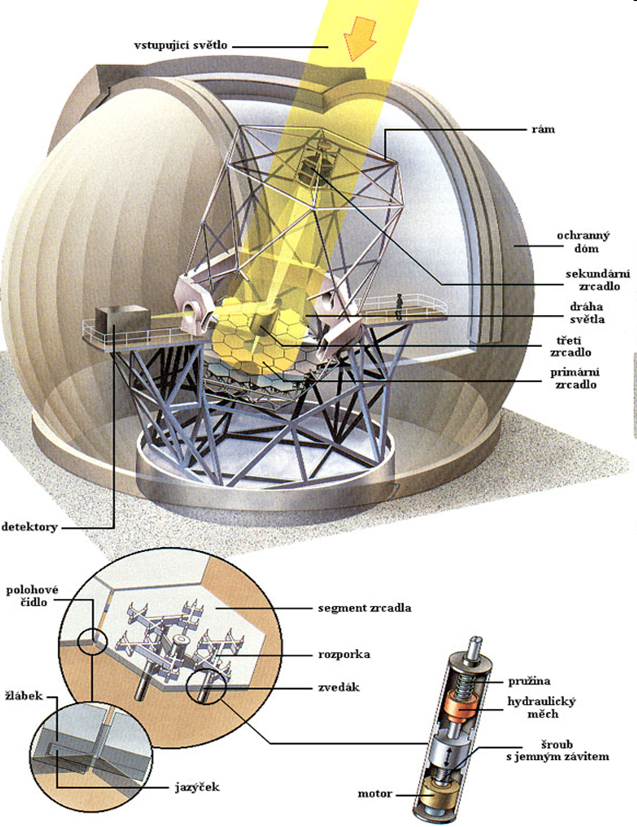 vstupující světlo
rám
ochranný
dóm
sekundární
zrcadlo
dráha
světla
třetí
zrcadlo
primární
zrcadlo
detektory
polohové
čidlo
segment zrcadla
rozporka
zvedák
žlábek
jazýček
pružina
hydraulický
měch
šroub
s jemným závitem
motor